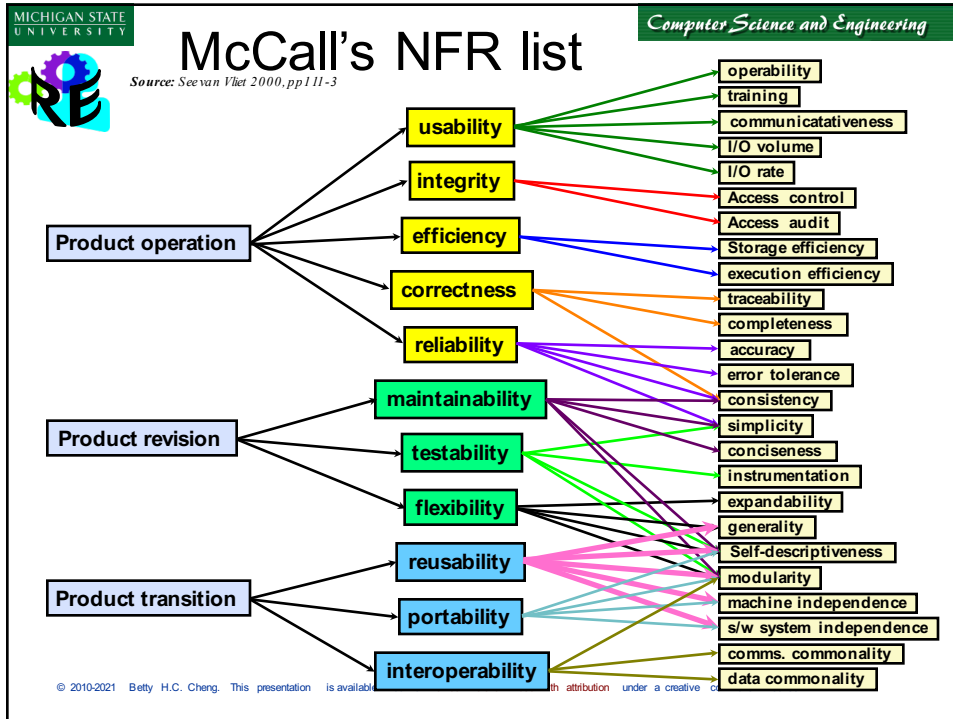 MICHIGAN STATE
UNIVERSITY
Computer Science and Engineering
RE
McCall's NFR list
Source: See van Vliet 2000, pp111-3
Product operation
Product revision
Product transition
usability
integrity
efficiency
correctness
reliability
maintainability
testability
flexibility
reusability
portability
interoperability
operability
training
communicatativeness
I/O volume
I/O rate
Access control
Access audit
Storage efficiency
execution efficiency
traceability
completeness
accuracy
error tolerance
consistency
simplicity
conciseness
instrumentation
expandability
generality
Self-descriptiveness
modularity
machine independence
s/w system independence
comms. commonality
data commonality
© 2010-2021 Betty H.C. Cheng. This presentation is available th attribution under a creative